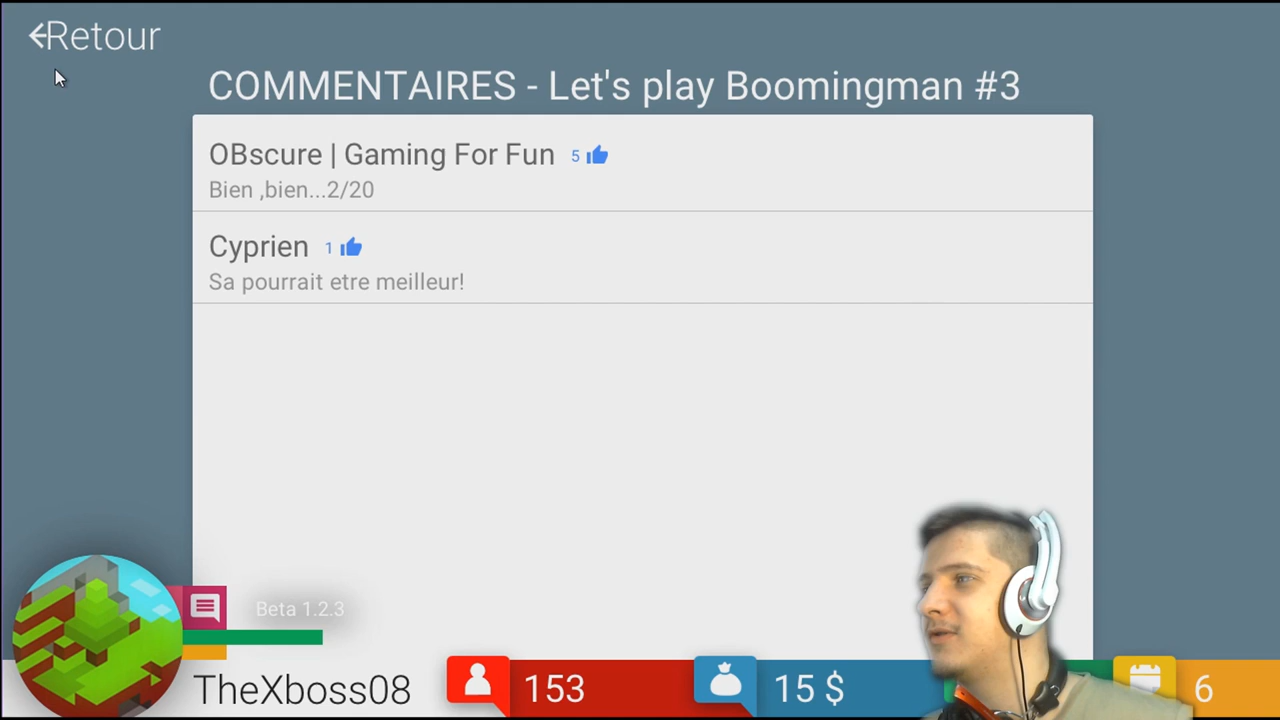 Retour
COMMENTAIRES - Let's play Boomingman #3
OBscure | Gaming For Fun 5
Bien ,bien...2/20
Cyprien 1
Sa pourrait etre meilleur!
Beta 1.2.3
TheXboss08 153 15 $ 6